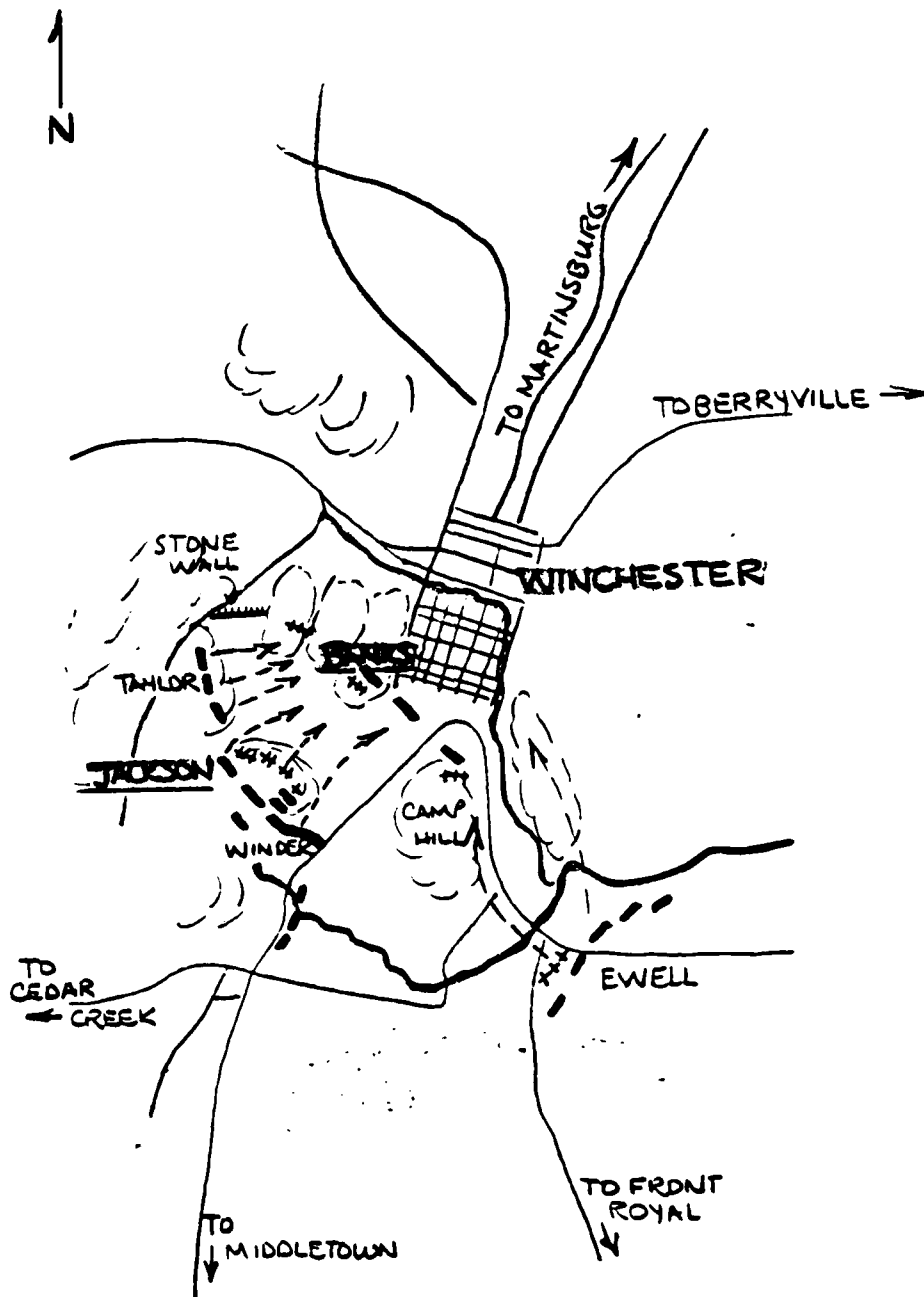 N
TO MARTINSBURG
TO BERRYVILLE
STONE
WALL
WINCHESTER
BANKS
TAYLOR
JACKSON
CAMP
HILL
WINDER
TO
CEDAR
CREEK
EWELL
TO FRONT
ROYAL
TO
MIDDLETOWN